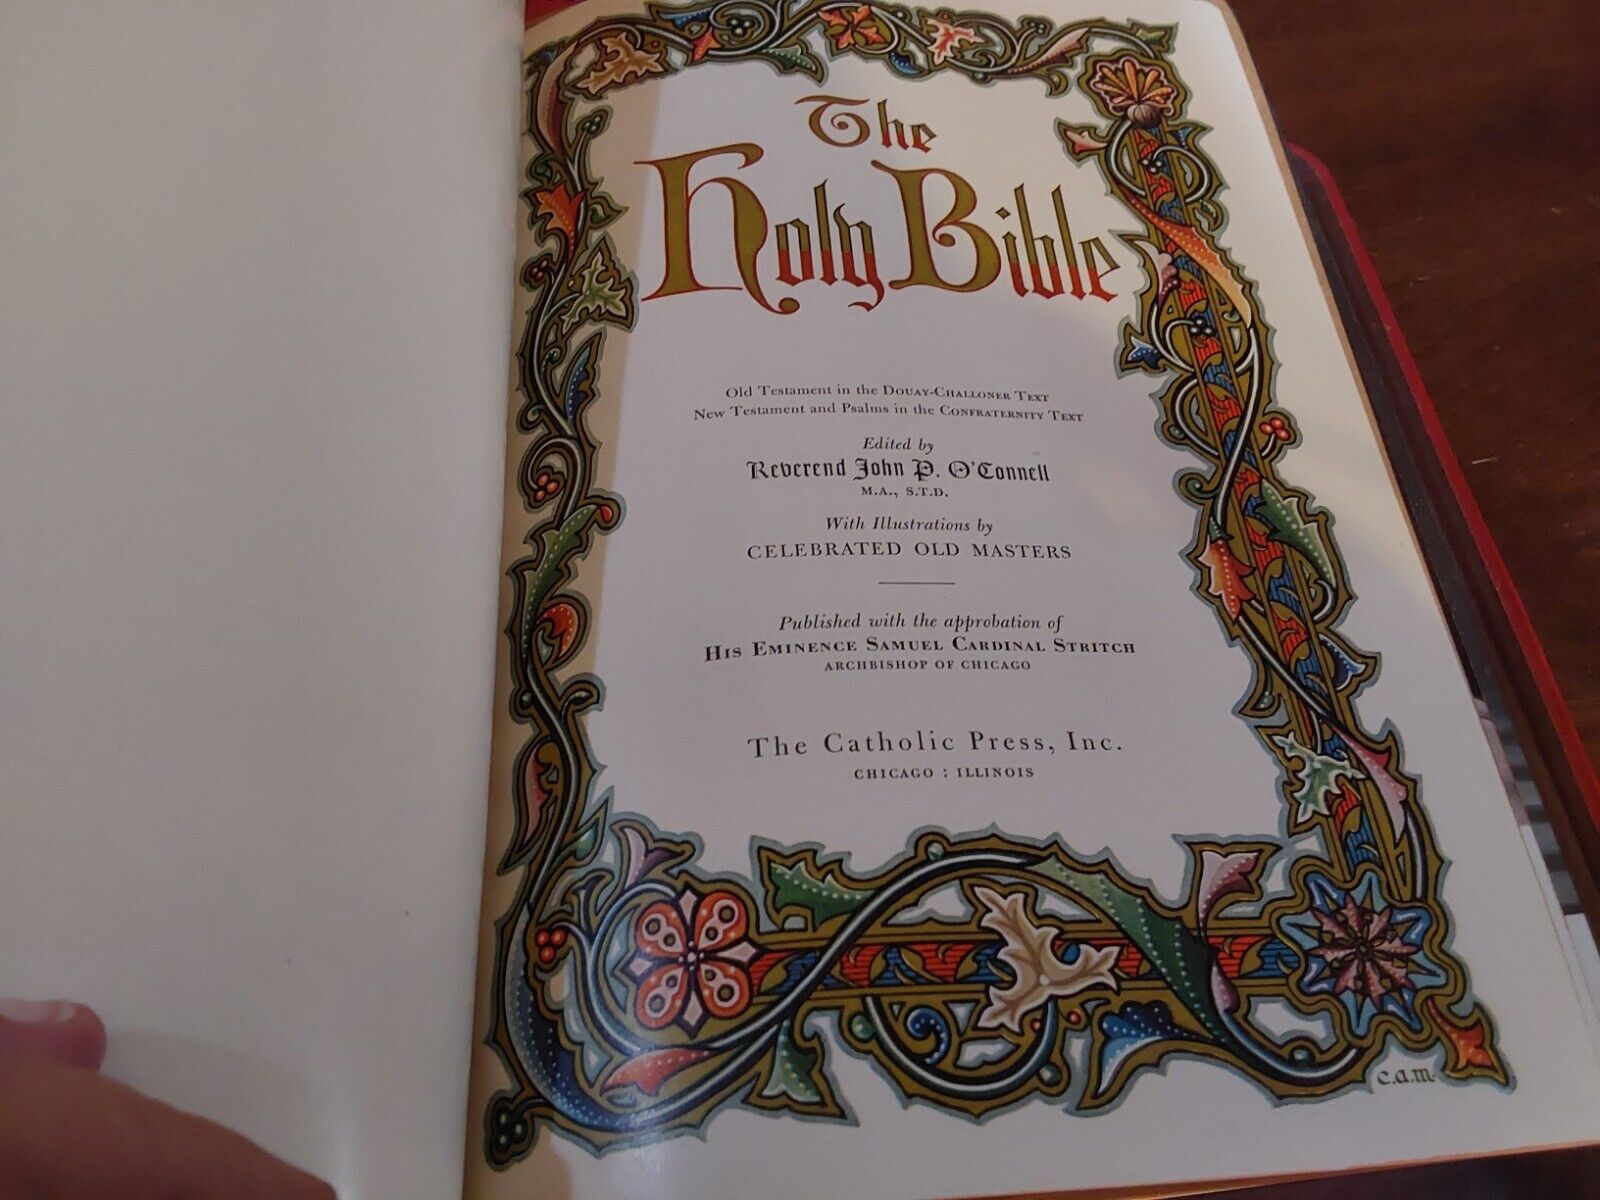 The
Holy Bible
Old Testament in the DOUAY-CHALLONER TEXT
New Testament and Psalms in the CONFRATERNITY TEXT
Edited by
Reverend John P. O'Connell
M.A., S.T.D.
With Illustrations by
CELEBRATED OLD MASTERS
Published with the approbation of
HIS EMINENCE SAMUEL CARDINAL STRITCH
ARCHBISHOP OF CHICAGO
The Catholic Press, Inc.
CHICAGO : ILLINOIS
c.a.m.